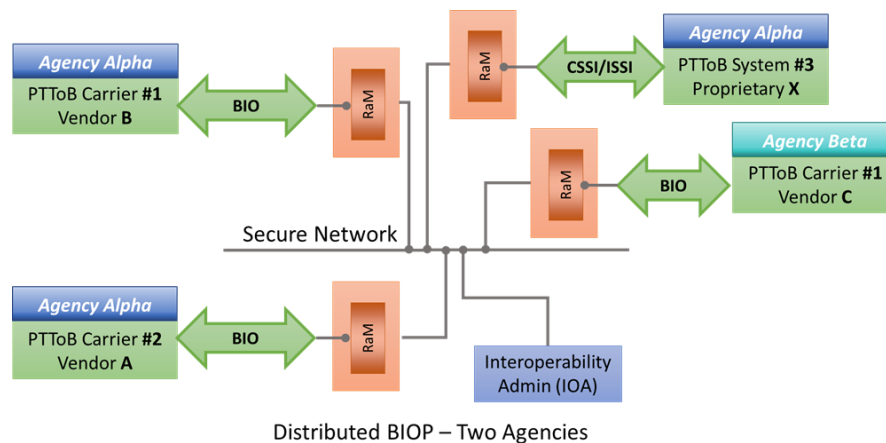 Agency Alpha
PTToB Carrier #1
Vendor B
BIO
RaM
RaM
CSSI/ISSI
Agency Alpha
PTToB System #3
Proprietary X
RaM
BIO
Agency Beta
PTToB Carrier #1
Vendor C
Secure Network
Agency Alpha
PTToB Carrier #2
Vendor A
BIO
RaM
Interoperability
Admin (IOA)
Distributed BIOP – Two Agencies